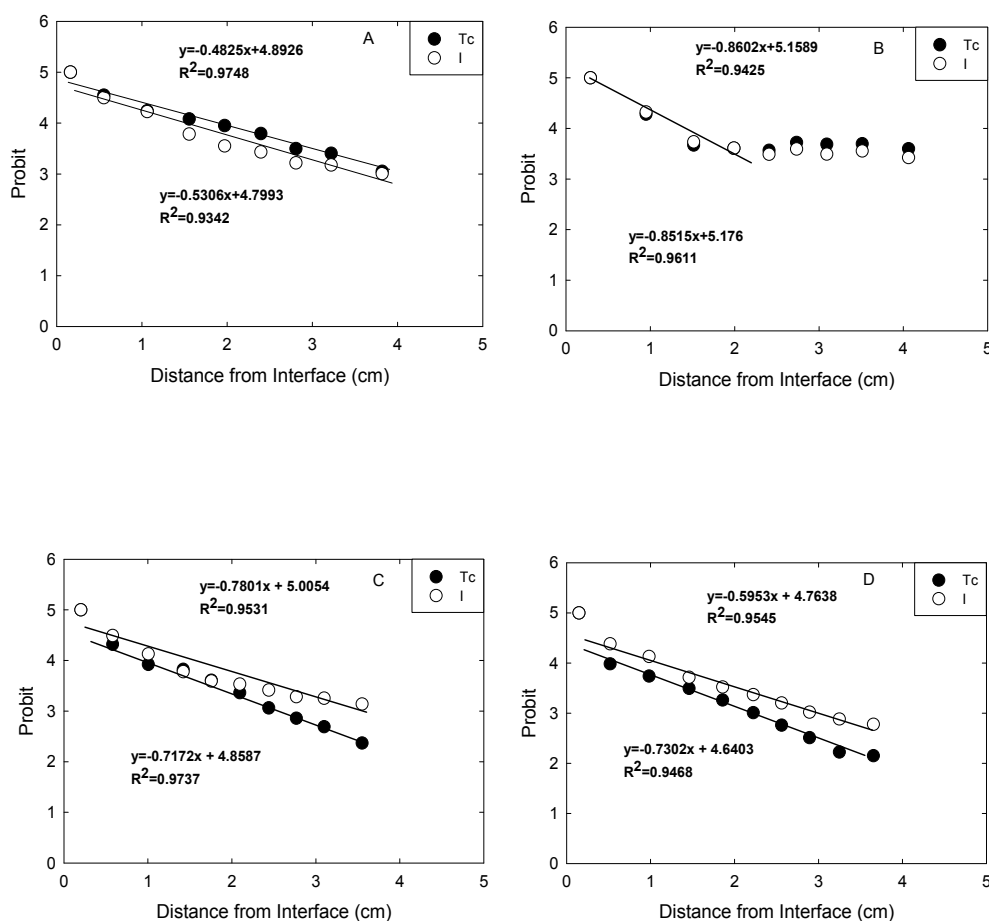 A
Tc
I
y=-0.4825x+4.8926
R²=0.9748
y=-0.5306x+4.7993
R²=0.9342
Probit
6
5
4
3
2
1
0
0 1 2 3 4 5
Distance from Interface (cm)
B
Tc
I
y=-0.8602x+5.1589
R²=0.9425
y=-0.8515x+5.176
R²=0.9611
Probit
6
5
4
3
2
1
0
0 1 2 3 4 5
Distance from Interface (cm)
C
Tc
I
y=-0.7801x + 5.0054
R²=0.9531
y=-0.7172x + 4.8587
R²=0.9737
Probit
6
5
4
3
2
1
0
0 1 2 3 4 5
Distance from Interface (cm)
D
Tc
I
y=-0.5953x + 4.7638
R²=0.9545
y=-0.7302x + 4.6403
R²=0.9468
Probit
6
5
4
3
2
1
0
0 1 2 3 4 5
Distance from Interface (cm)